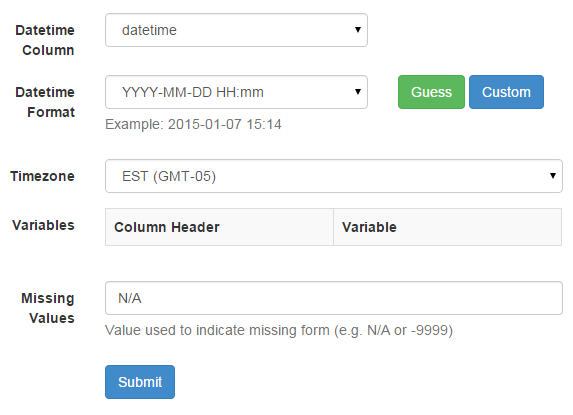 Datetime Column datetime
Datetime Format YYYY-MM-DD HH:mm Guess Custom
Example: 2015-01-07 15:14
Timezone EST (GMT-05)
Variables Column Header Variable
Missing Values N/A
Value used to indicate missing form (e.g. N/A or -9999)
Submit